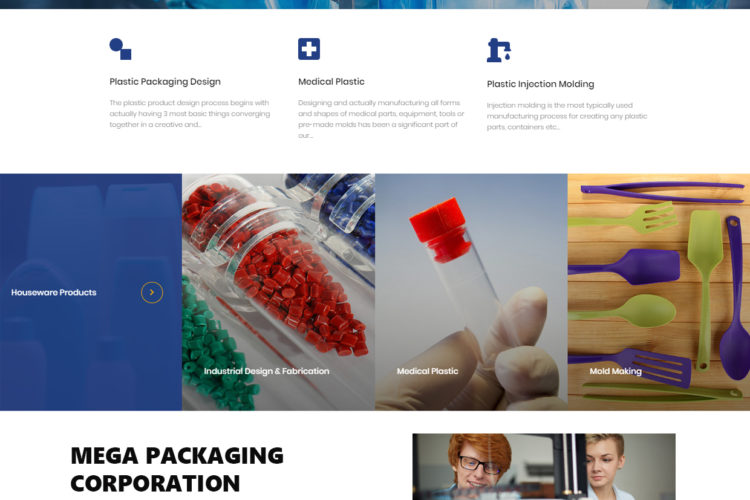 Plastic Packaging Design
The plastic product design process begins with
actually having 3 most basic things converging
together in a creative and...
Medical Plastic
Designing and actually manufacturing all forms
and shapes of medical parts, equipment, tools or
pre-made molds has been a significant part of
our...
Plastic Injection Molding
Injection molding is the most typically used
manufacturing process for creating any plastic
parts, containers etc...
Houseware Products
Industrial Design & Fabrication
Medical Plastic
Mold Making
MEGA PACKAGING
CORPORATION